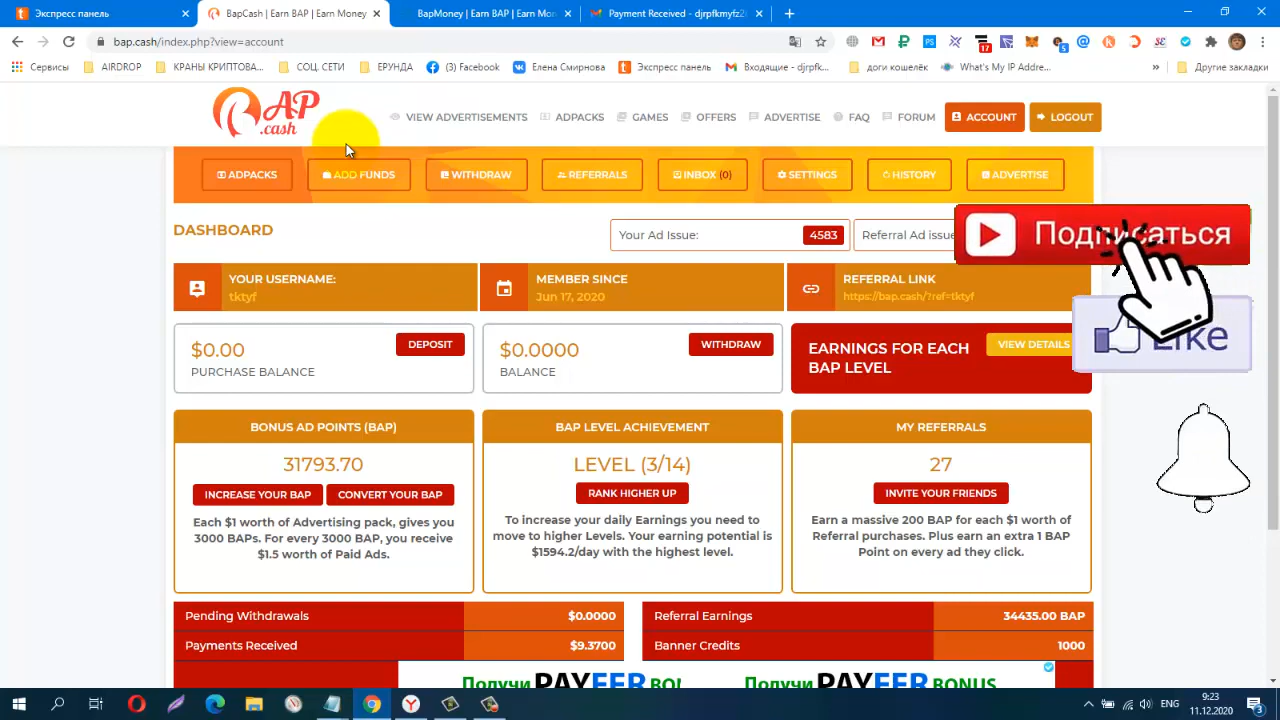 Экспресс панель
BapCash | Earn BAP | Earn Money
BapMoney | Earn BAP | Earn Mon
Payment Received - djrpfkmyfz2
bap.cash/index.php?view=account
17
5
Сервисы
AIRDROP
КРАНЫ КРИПТОВА...
СОЦ. СЕТИ
ЕРУНДА
(3) Facebook
Елена Смирнова
Экспресс панель
Входящие - djrpfk...
доги кошелёк
What's My IP Addre...
»
Другие закладки
BAP
.cash
VIEW ADVERTISEMENTS
ADPACKS
GAMES
OFFERS
ADVERTISE
FAQ
FORUM
ACCOUNT
LOGOUT
ADPACKS
ADD FUNDS
WITHDRAW
REFERRALS
INBOX (0)
SETTINGS
HISTORY
ADVERTISE
DASHBOARD
Your Ad Issue:
4583
Referral Ad issue
Подписаться
YOUR USERNAME:
tktyf
MEMBER SINCE
Jun 17, 2020
REFERRAL LINK
https://bap.cash/?ref=tktyf
Like
$0.00
DEPOSIT
PURCHASE BALANCE
$0.0000
WITHDRAW
BALANCE
EARNINGS FOR EACH
BAP LEVEL
VIEW DETAILS
BONUS AD POINTS (BAP)
31793.70
INCREASE YOUR BAP
CONVERT YOUR BAP
Each $1 worth of Advertising pack, gives you
3000 BAPs. For every 3000 BAP, you receive
$1.5 worth of Paid Ads.
BAP LEVEL ACHIEVEMENT
LEVEL (3/14)
RANK HIGHER UP
To increase your daily Earnings you need to
move to higher Levels. Your earning potential is
$1594.2/day with the highest level.
MY REFERRALS
27
INVITE YOUR FRIENDS
Earn a massive 200 BAP for each $1 worth of
Referral purchases. Plus earn an extra 1 BAP
Point on every ad they click.
Pending Withdrawals
$0.0000
Referral Earnings
34435.00 BAP
Payments Received
$9.3700
Banner Credits
1000
Получи PAYEER BO
Получи PAYEER BONUS
ENG
9:23
11.12.2020
3